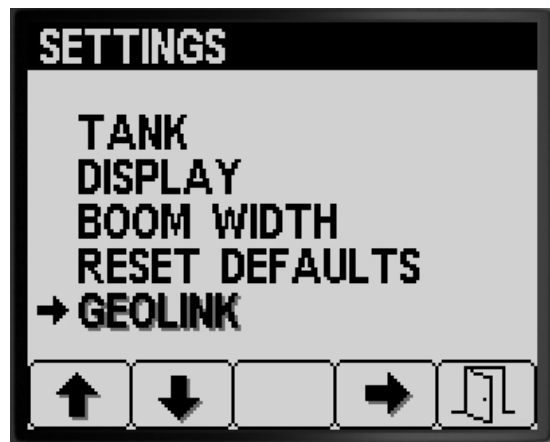 SETTINGS
TANK
DISPLAY
BOOM WIDTH
RESET DEFAULTS
GEOLINK